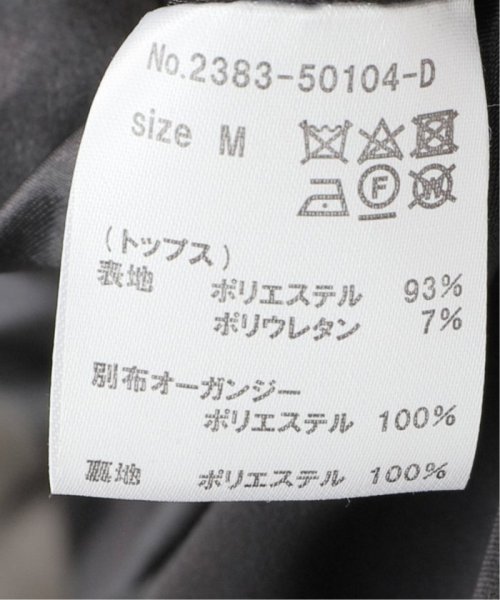 No.2383-50104-D
size M
F W
(トップス)
表地 ポリエステル 93%
ポリウレタン 7%
別布オーガンジー
ポリエステル 100%
裏地 ポリエステル 100%